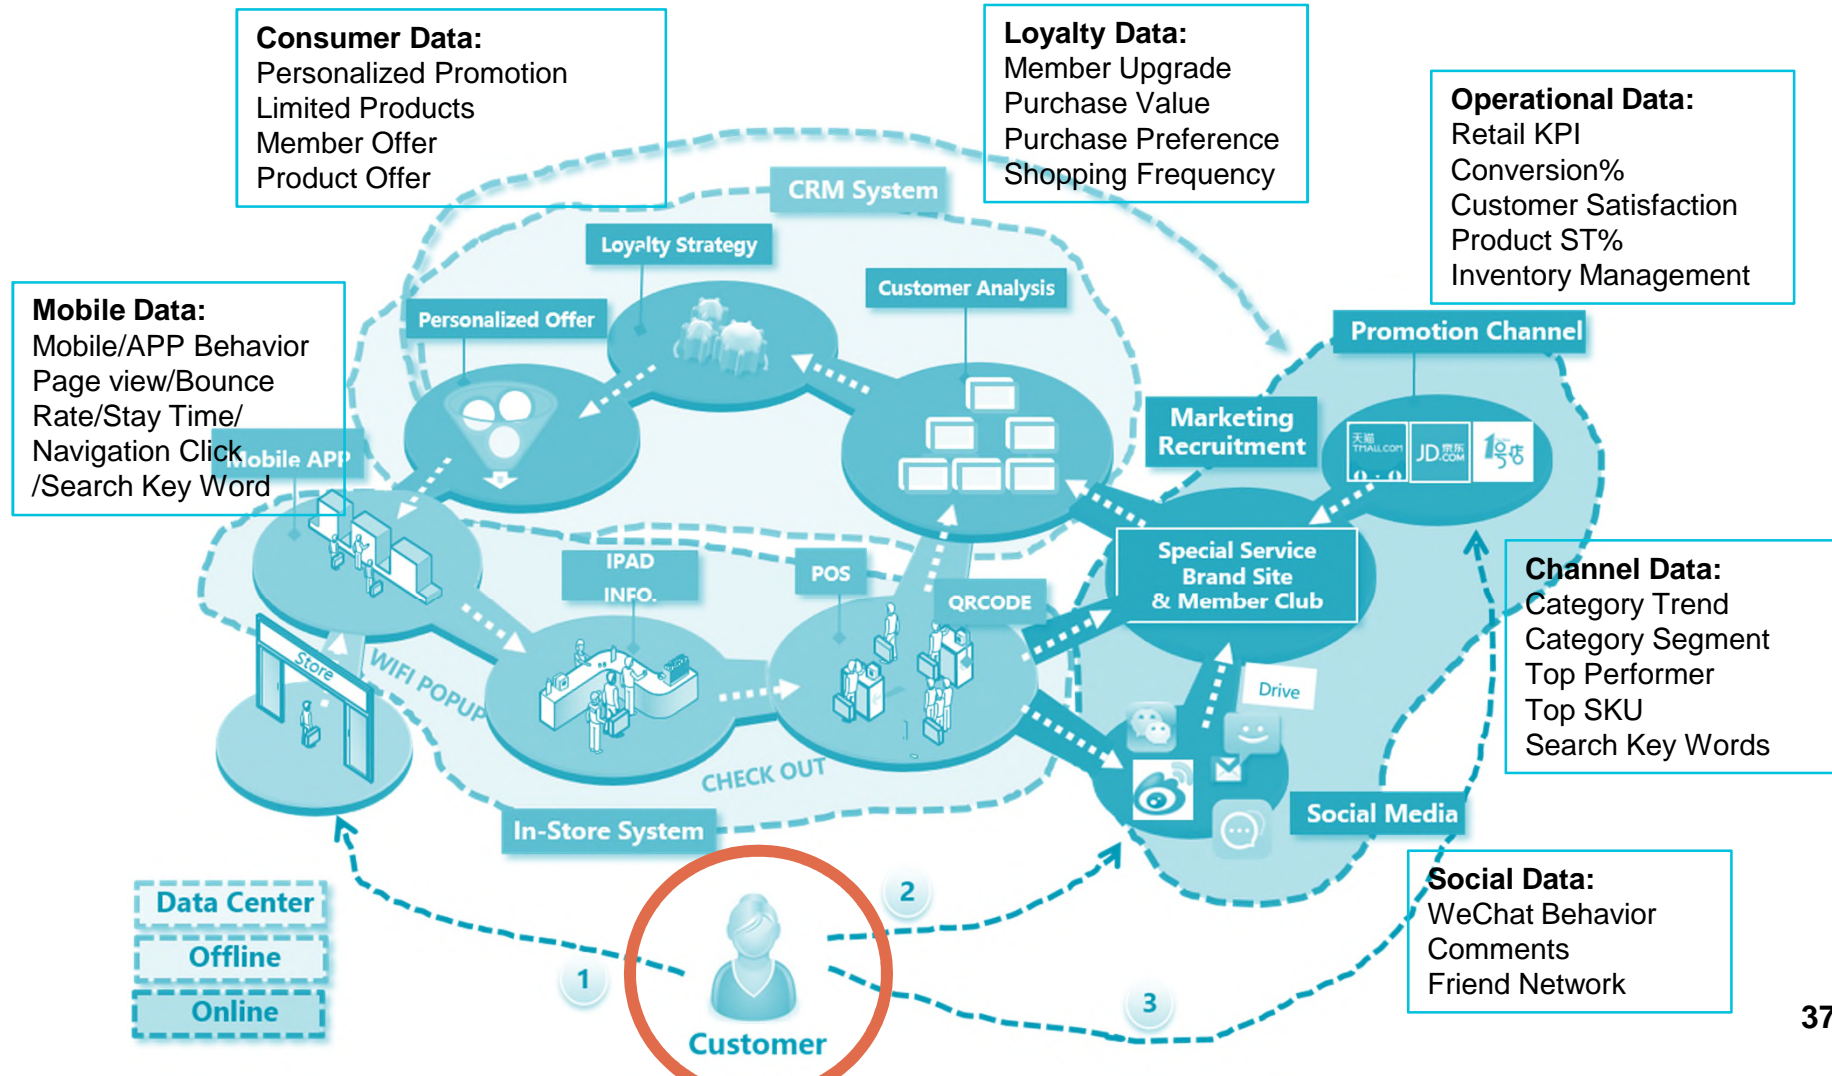 Consumer Data:
Personalized Promotion
Limited Products
Member Offer
Product Offer
Loyalty Data:
Member Upgrade
Purchase Value
Purchase Preference
Shopping Frequency
Operational Data:
Retail KPI
Conversion%
Customer Satisfaction
Product ST%
Inventory Management
Mobile Data:
Mobile/APP Behavior
Page view/Bounce
Rate/Stay Time/
Navigation Click
/Search Key Word
CRM System
Loyalty Strategy
Customer Analysis
Personalized Offer
Mobile APP
Promotion Channel
Marketing
Recruitment
天猫
TMALL.COM
JD 京东
.COM
1号店
IPAD
INFO.
POS
QRCODE
Special Service
Brand Site
& Member Club
Channel Data:
Category Trend
Category Segment
Top Performer
Top SKU
Search Key Words
Store
WIFI POPUP
CHECK OUT
Drive
In-Store System
Social Media
Social Data:
WeChat Behavior
Comments
Friend Network
Data Center
Offline
Online
1
2
3
Customer
37